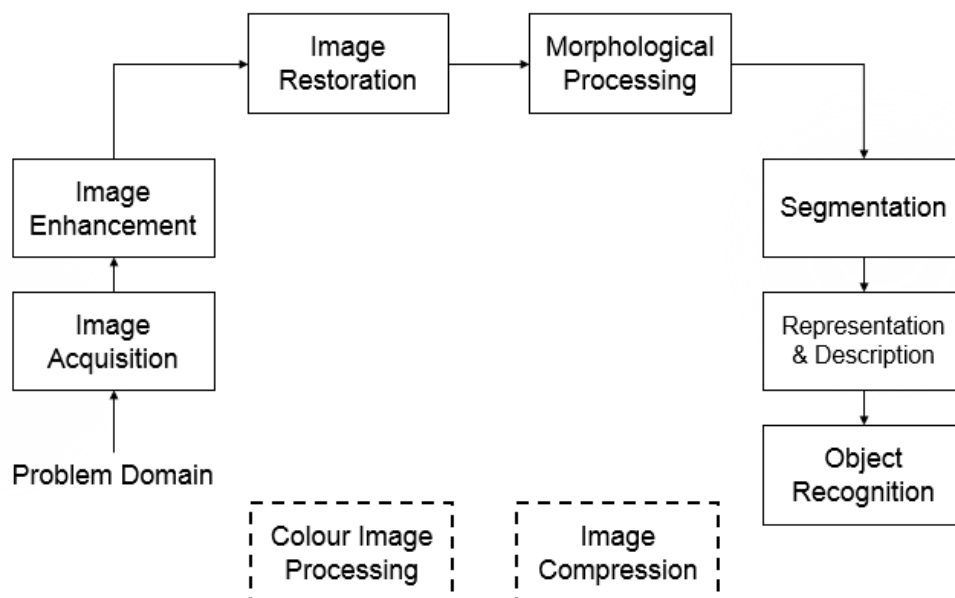 Image
Restoration
Morphological
Processing
Image
Enhancement
Segmentation
Image
Acquisition
Representation
& Description
Problem Domain
Object
Recognition
Colour Image
Processing
Image
Compression